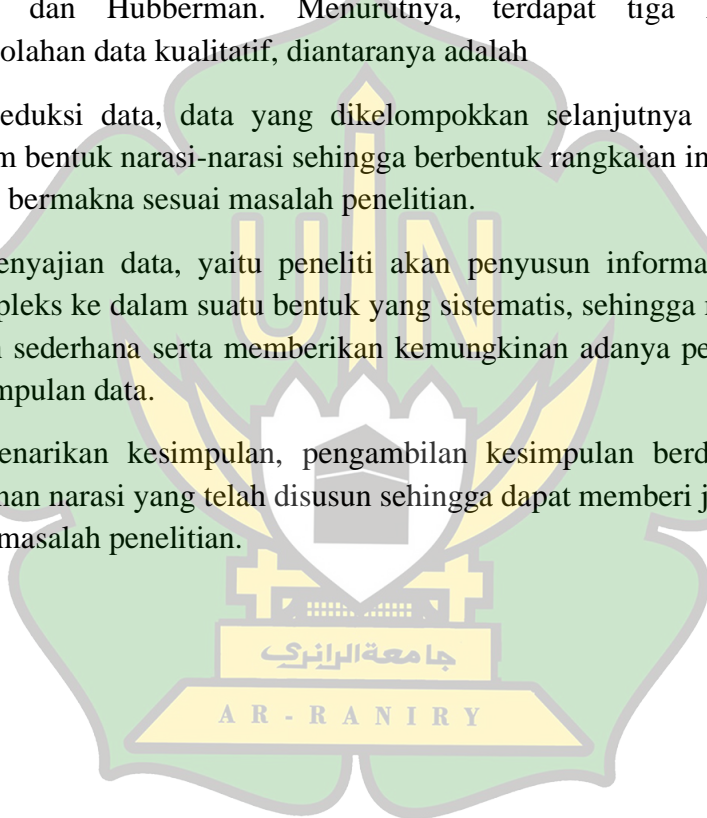 dan Hubberman. Menurutnya, terdapat tiga
olahan data kualitatif, diantaranya adalah
eduksi data, data yang dikelompokkan selanjutnya
m bentuk narasi-narasi sehingga berbentuk rangkaian in
bermakna sesuai masalah penelitian.
enyajian data, yaitu peneliti akan penyusun informa
pleks ke dalam suatu bentuk yang sistematis, sehingga
n sederhana serta memberikan kemungkinan adanya pe
mpulan data.
enarikan kesimpulan, pengambilan kesimpulan berd
nan narasi yang telah disusun sehingga dapat memberi j
masalah penelitian.
UIN
جامعة الرانري
AR-RANIRY